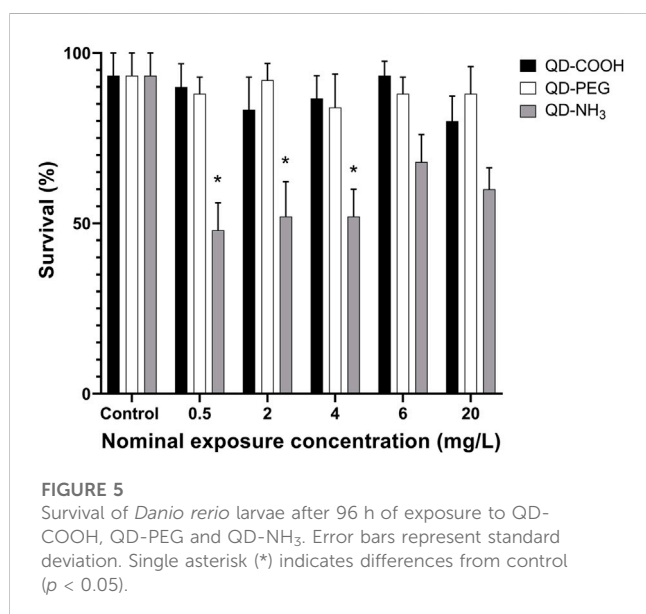 100
50
0
Survival (%)
QD-COOH
QD-PEG
QD-NH₃
*
*
*
Control 0.5 2 4 6 20
Nominal exposure concentration (mg/L)
FIGURE 5
Survival of Danio rerio larvae after 96 h of exposure to QD-
COOH, QD-PEG and QD-NH₃. Error bars represent standard
deviation. Single asterisk (*) indicates differences from control
(p < 0.05).